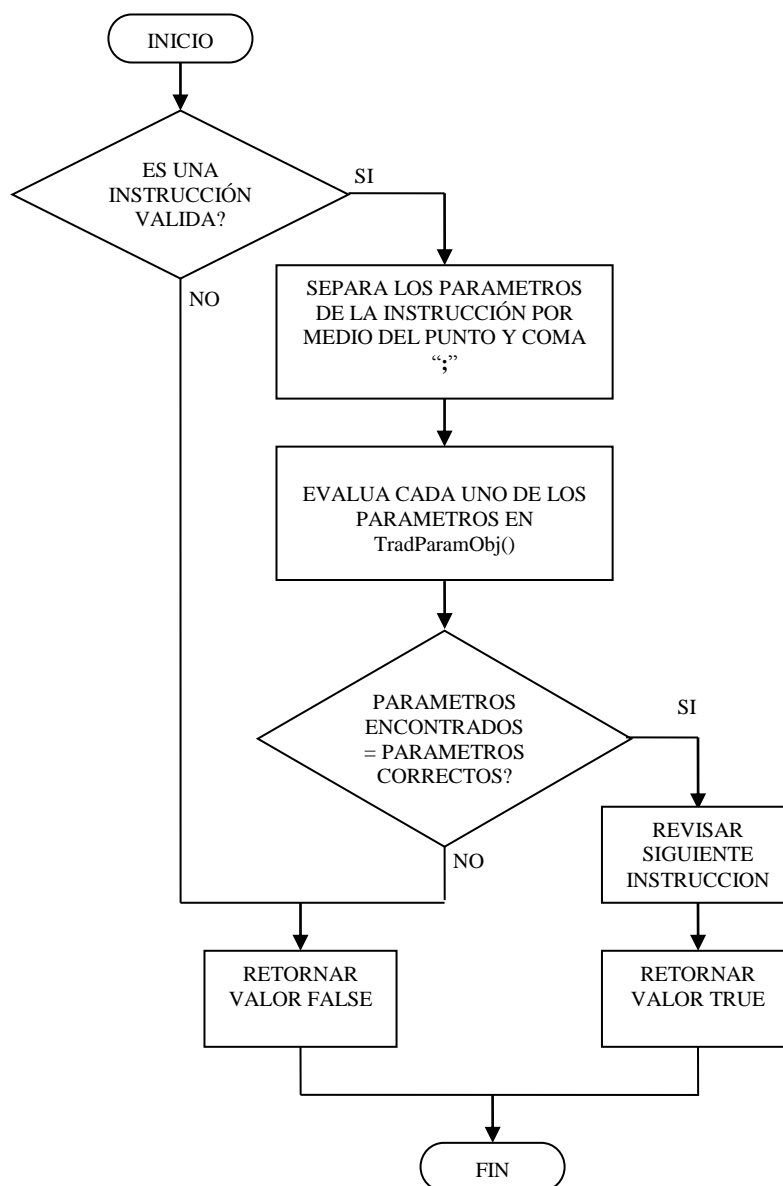 INICIO
ES UNA
INSTRUCCIÓN
VALIDA?
SI
NO
SEPARA LOS PARAMETROS
DE LA INSTRUCCIÓN POR
MEDIO DEL PUNTO Y COMA
“;”
EVALUA CADA UNO DE LOS
PARAMETROS EN
TradParamObj()
PARAMETROS
ENCONTRADOS
= PARAMETROS
CORRECTOS?
SI
NO
REVISAR
SIGUIENTE
INSTRUCCION
RETORNAR
VALOR FALSE
RETORNAR
VALOR TRUE
FIN